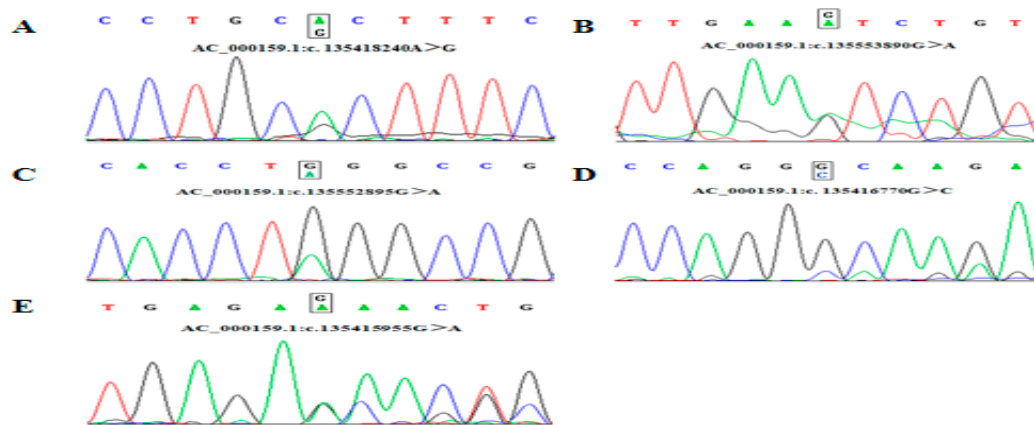 A
C C T G C A C T T T C
G
AC_000159.1:c. 135418240A>G
B
G
T T G A A A T C T G T
AC_000159.1:c.135553890G>A
C
C A C C T G G G C C G
A
AC_000159.1:c.135552895G>A
D
C C A G G G C A A G A
C
AC_000159.1:c. 135416770G>C
E
G
T G A G A A A A C T G
AC_000159.1:c.135415955G>A